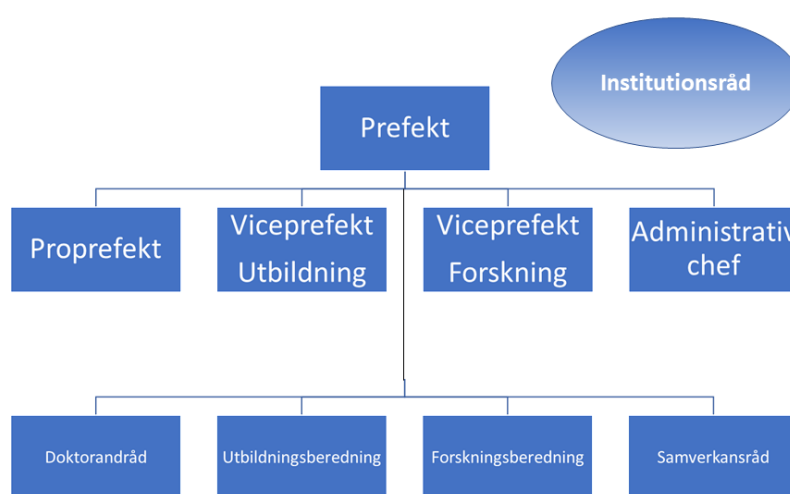 Institutionsråd
Prefekt
Proprefekt
Viceprefekt
Utbildning
Viceprefekt
Forskning
Administrativ
chef
Doktorandråd
Utbildningsberedning
Forskningsberedning
Samverkansråd